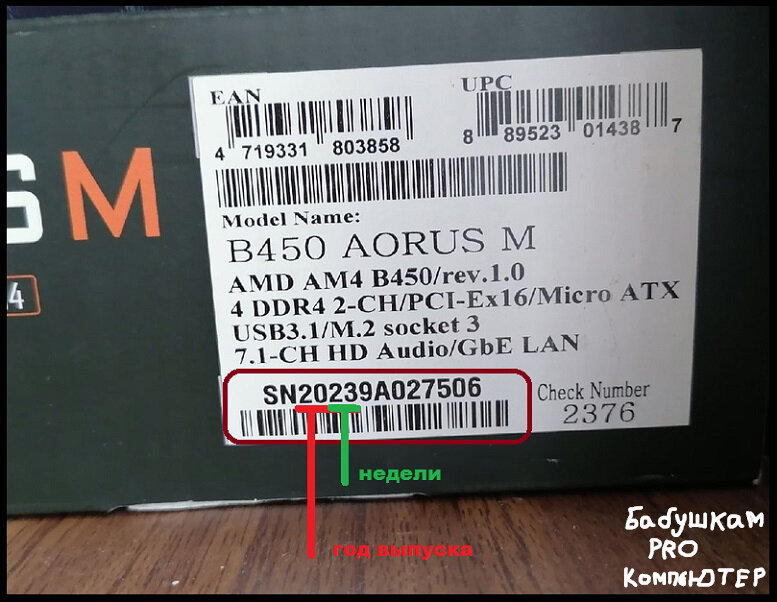 EAN
UPC
4 719331 803858
8 89523 01438 7
SM
Model Name:
B450 AORUS M
AMD AM4 B450/rev.1.0
4 DDR4 2-CH/PCI-Ex16/Micro ATX
4
USB3.1/M.2 socket 3
7.1-CH HD Audio/GbE LAN
SN20239A027506
Check Number
2376
недели
год выпуска
Бабушкам
PRO
Компьютер